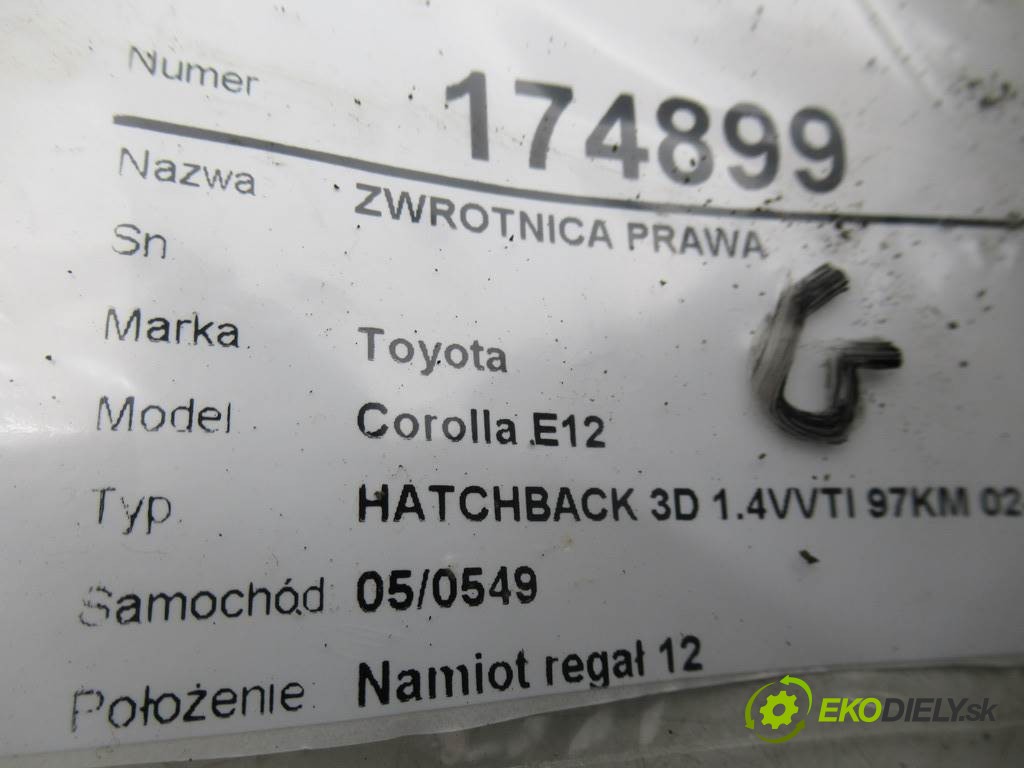 Numer 174899
Nazwa ZWROTNICA PRAWA
Sn
G
Marka Toyota
Model Corolla E12
Typ HATCHBACK 3D 1.4VVTI 97KM 02
Samochód 05/0549
Położenie Namiot regał 12
EKODIELY.sk